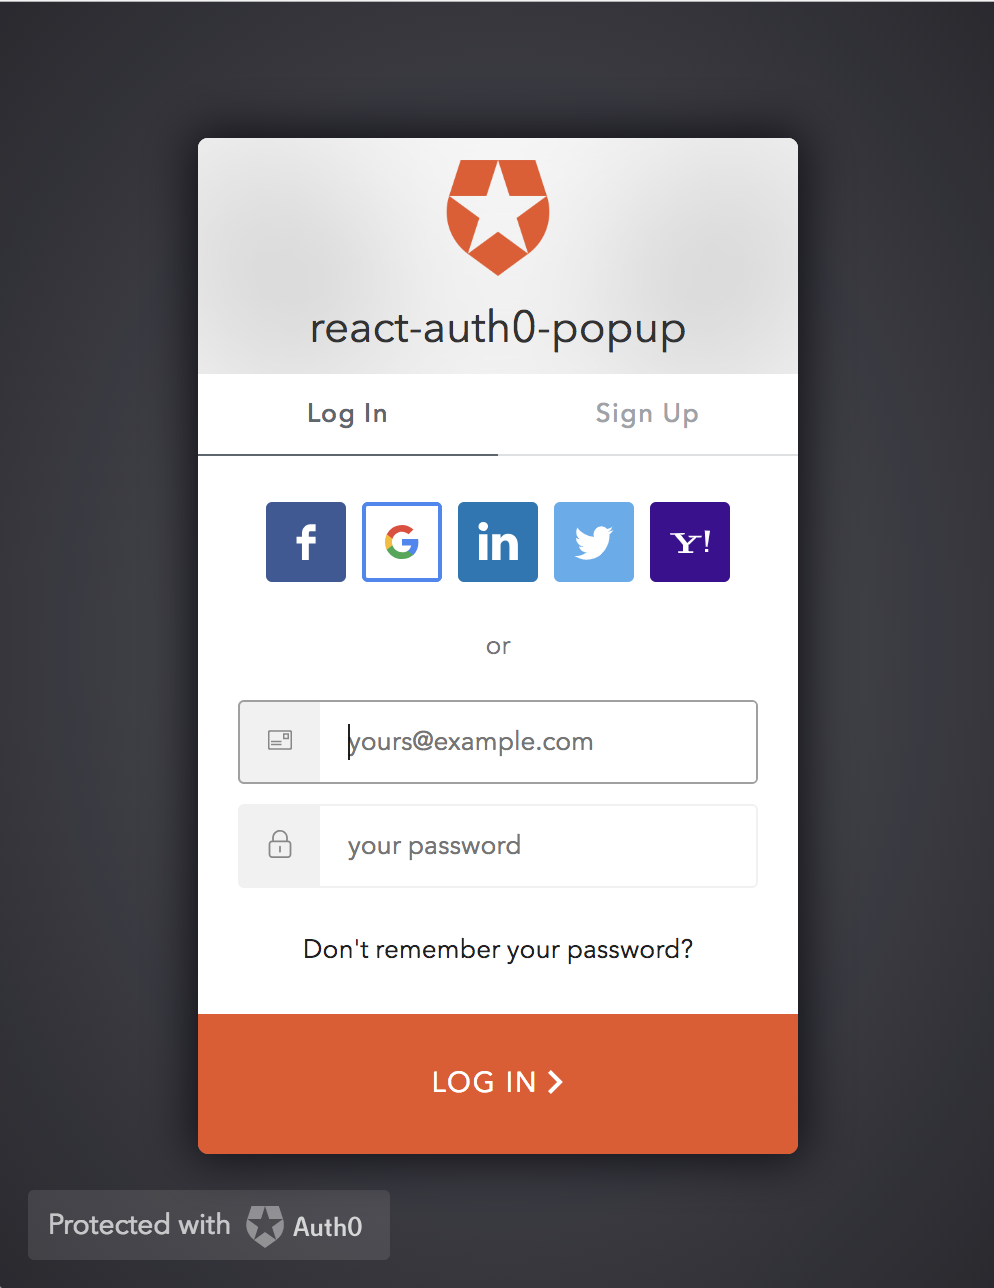 react-auth0-popup
Log In
Sign Up
f
G
in
Y!
or
yours@example.com
your password
Don't remember your password?
LOG IN
Protected with Auth0